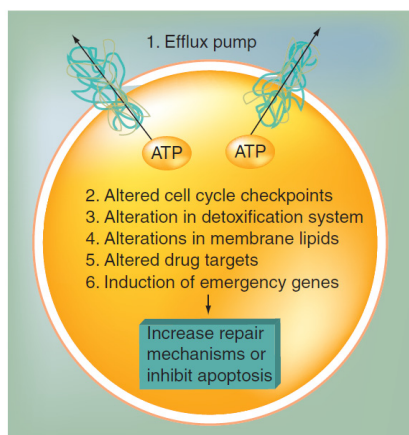 1. Efflux pump
ATP
ATP
2. Altered cell cycle checkpoints
3. Alteration in detoxification system
4. Alterations in membrane lipids
5. Altered drug targets
6. Induction of emergency genes
Increase repair
mechanisms or
inhibit apoptosis